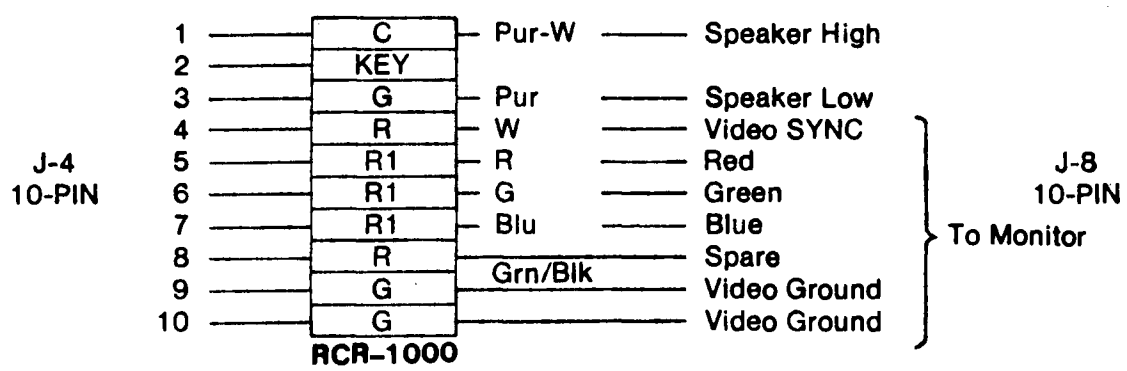 1 C Pur-W Speaker High
2 KEY
3 G Pur Speaker Low
4 R W Video SYNC
J-4 5 R1 R Red J-8
10-PIN 6 R1 G Green 10-PIN
7 R1 Blu Blue To Monitor
8 R Spare
Grn/Blk
9 G Video Ground
10 G Video Ground
RCR-1000